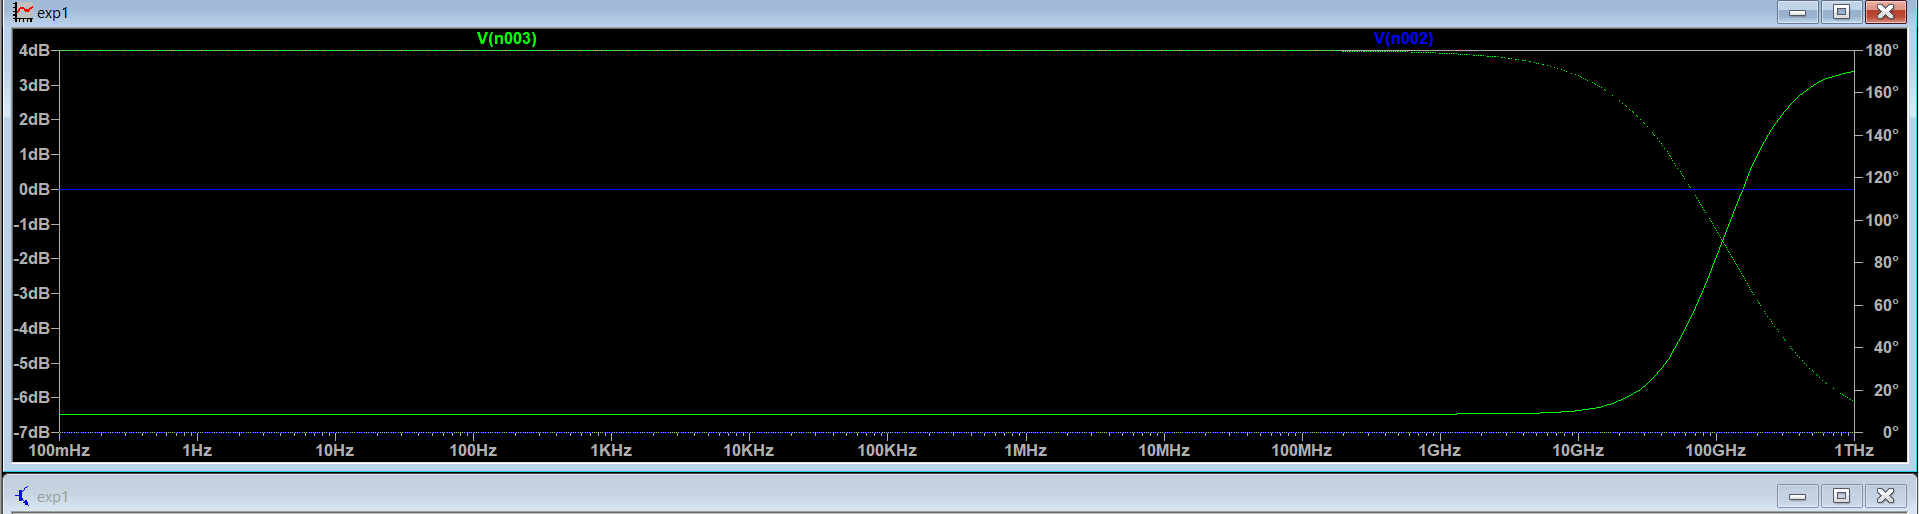 exp1
V(n003) V(n002)
4dB 180°
3dB 160°
2dB 140°
1dB 120°
0dB 100°
-1dB 80°
-2dB 60°
-3dB 40°
-4dB 20°
-5dB 0°
-6dB
-7dB
100mHz 1Hz 10Hz 100Hz 1KHz 10KHz 100KHz 1MHz 10MHz 100MHz 1GHz 10GHz 100GHz 1THz
exp1